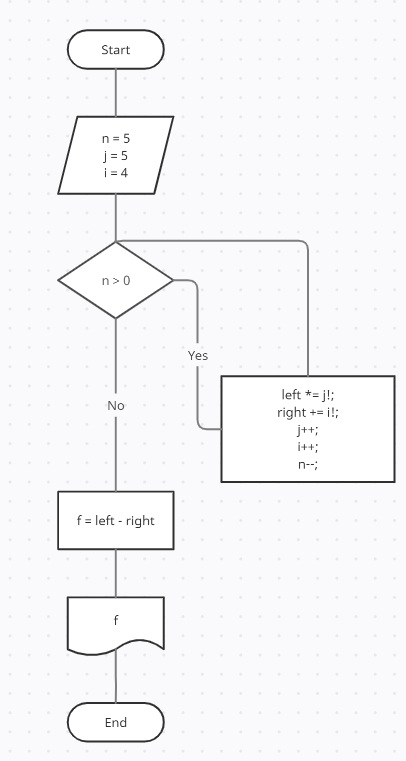 Start
n = 5
j = 5
i = 4
n > 0
Yes
left *= j!;
right += i!;
j++;
i++;
n--;
No
f = left - right
f
End